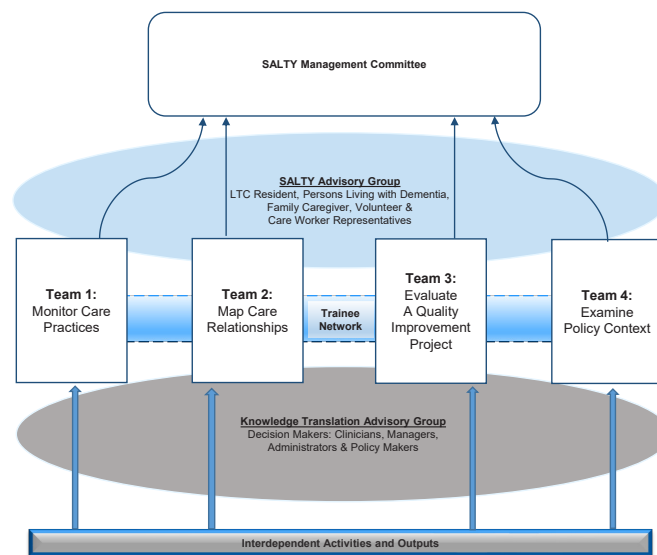 SALTY Management Committee
SALTY Advisory Group
LTC Resident, Persons Living with Dementia,
Family Caregiver, Volunteer &
Care Worker Representatives
Team 1:
Monitor Care
Practices
Team 2:
Map Care
Relationships
Trainee
Network
Team 3:
Evaluate
A Quality
Improvement
Project
Team 4:
Examine
Policy Context
Knowledge Translation Advisory Group
Decision Makers: Clinicians, Managers,
Administrators & Policy Makers
Interdependent Activities and Outputs